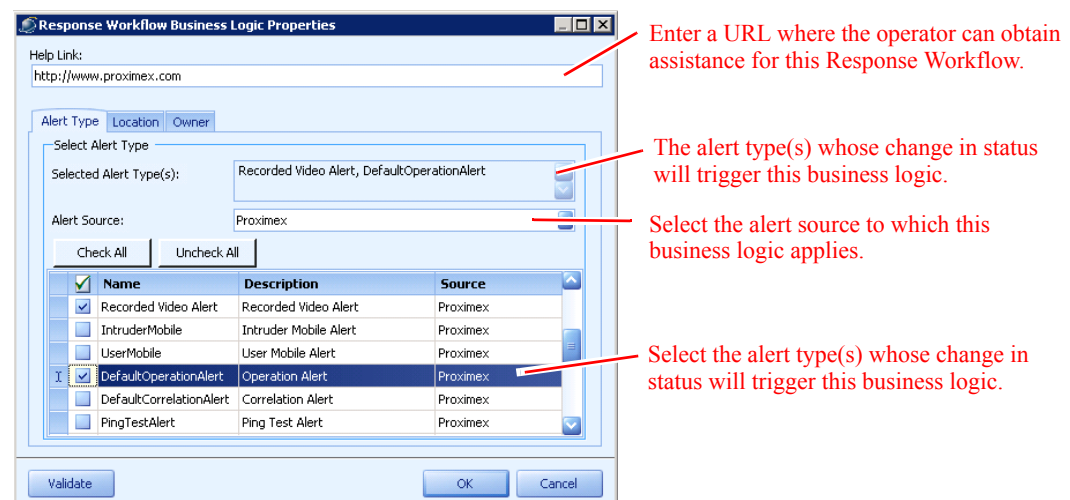 Response Workflow Business Logic Properties
Help Link:
http://www.proximex.com
Enter a URL where the operator can obtain
assistance for this Response Workflow.
Alert Type Location Owner
Select Alert Type
Selected Alert Type(s):
Recorded Video Alert, DefaultOperationAlert
The alert type(s) whose change in status
will trigger this business logic.
Alert Source:
Proximex
Select the alert source to which this
business logic applies.
Check All Uncheck All
Name Description Source
Recorded Video Alert Recorded Video Alert Proximex
IntruderMobile Intruder Mobile Alert Proximex
UserMobile User Mobile Alert Proximex
DefaultOperationAlert Operation Alert Proximex
DefaultCorrelationAlert Correlation Alert Proximex
PingTestAlert Ping Test Alert Proximex
Select the alert type(s) whose change in
status will trigger this business logic.
Validate OK Cancel